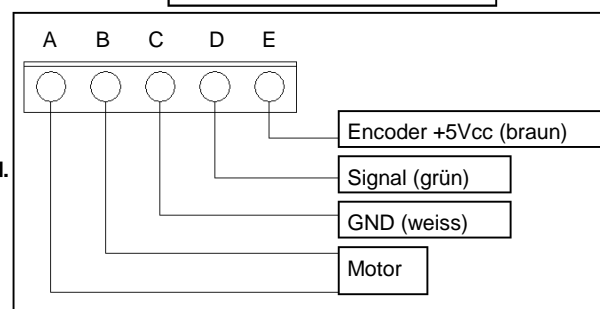 A B C D E
Encoder +5Vcc (braun)
Signal (grün)
GND (weiss)
Motor